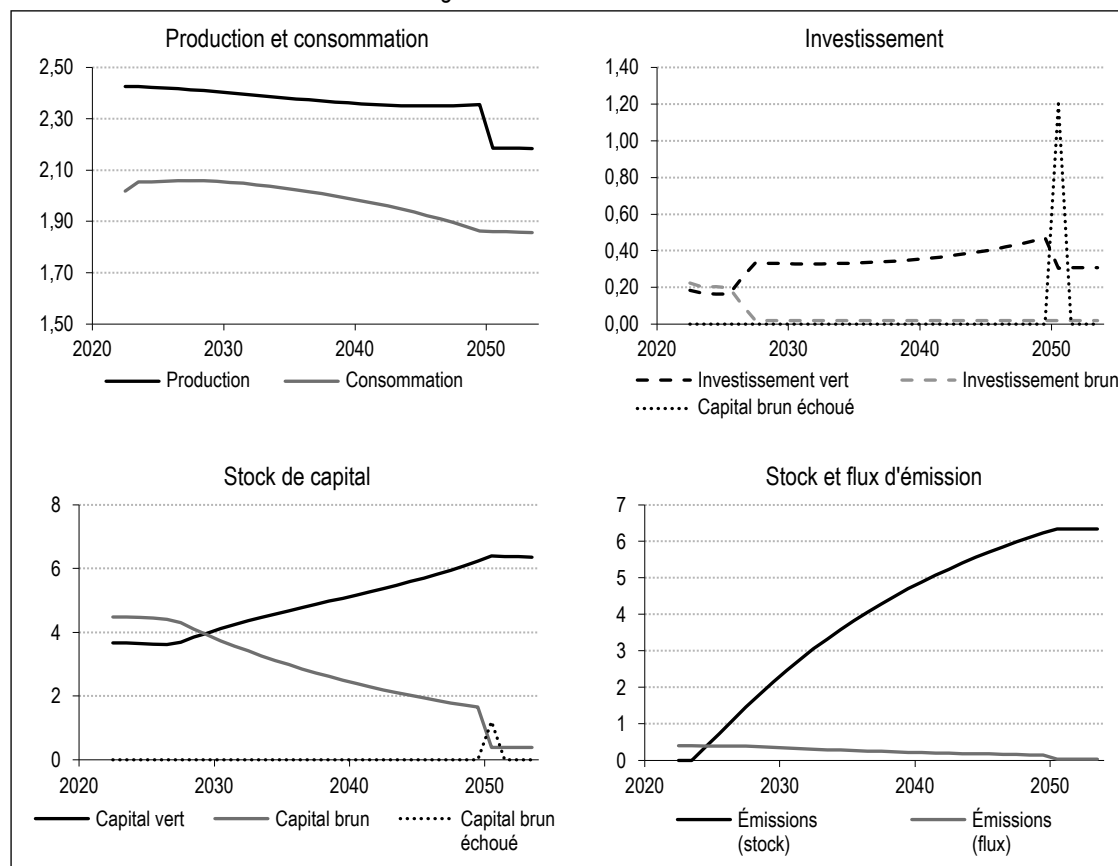 Production et consommation
2,50
2,30
2,10
1,90
1,70
1,50
2020 2030 2040 2050
Production Consommation
Investissement
1,40
1,20
1,00
0,80
0,60
0,40
0,20
0,00
2020 2030 2040 2050
Investissement vert Investissement brun
Capital brun échoué
Stock de capital
8
6
4
2
0
2020 2030 2040 2050
Capital vert Capital brun Capital brun
échoué
Stock et flux d'émission
7
6
5
4
3
2
1
0
2020 2030 2040 2050
Émissions Émissions
(stock) (flux)